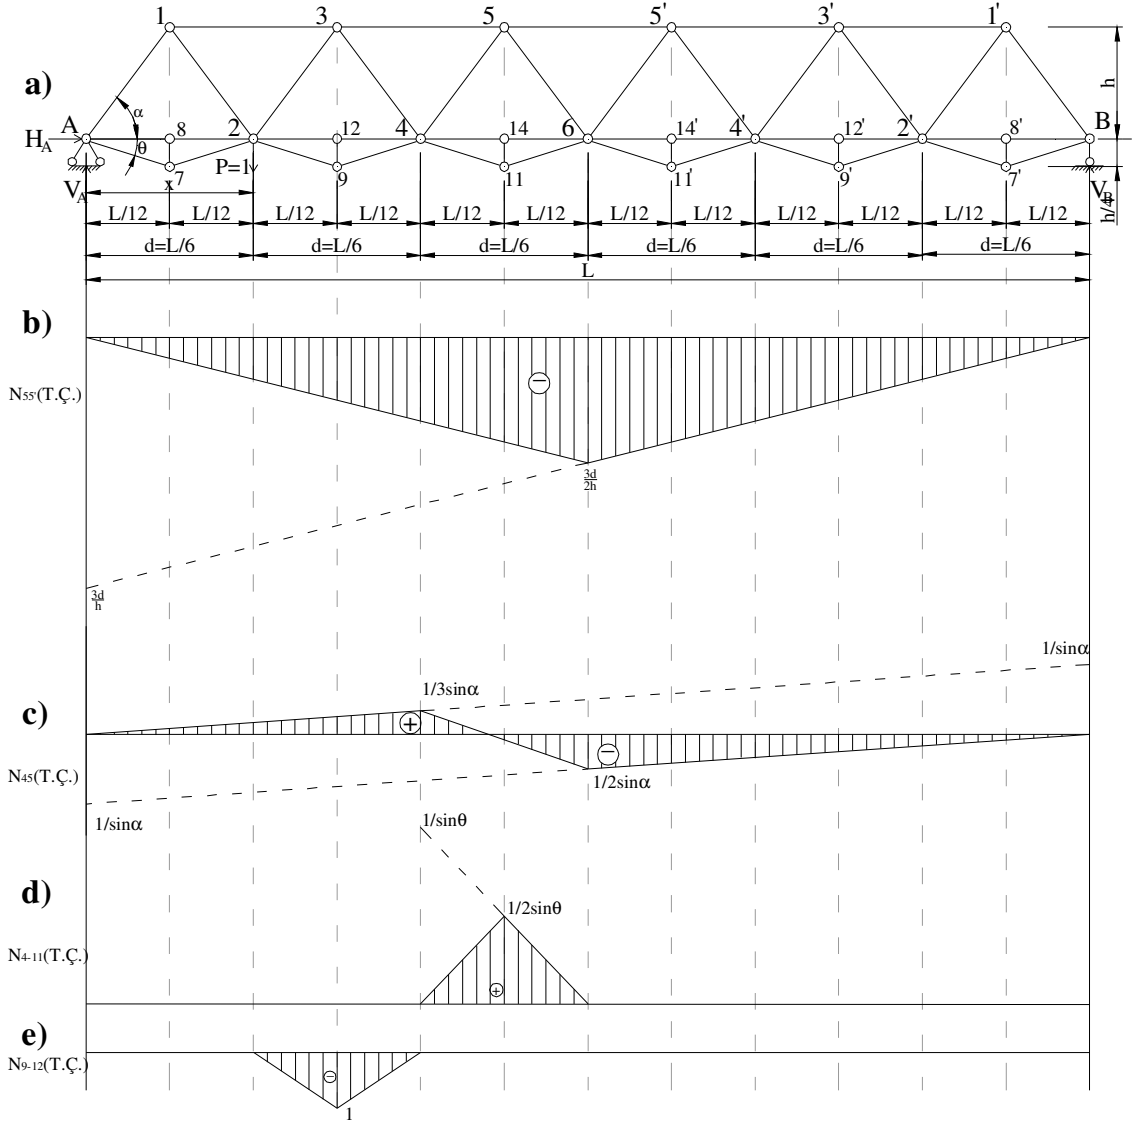 1 3 5 5' 3' 1'
a)
h
α
A 8 2 12 4 14 6 14' 4' 12' 2' 8' B
H_A
θ
P=1
7 9 11 11' 9' 7'
V_A x V_B
h/4
L/12 L/12 L/12 L/12 L/12 L/12 L/12 L/12 L/12 L/12 L/12 L/12
d=L/6 d=L/6 d=L/6 d=L/6 d=L/6 d=L/6
L
b)
−
N55'(T.Ç.)
3d/2h
3d/h
1/sinα
1/3sinα
c)
+
−
N45(T.Ç.)
1/2sinα
1/sinα
1/sinθ
d)
1/2sinθ
N4-11(T.Ç.)
+
e)
N9-12(T.Ç.)
−
1